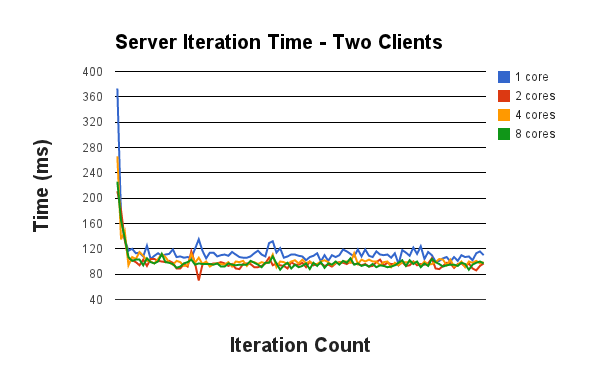 Server Iteration Time - Two Clients
400
360
320
280
240
200
160
120
80
40
Time (ms)
Iteration Count
1 core
2 cores
4 cores
8 cores